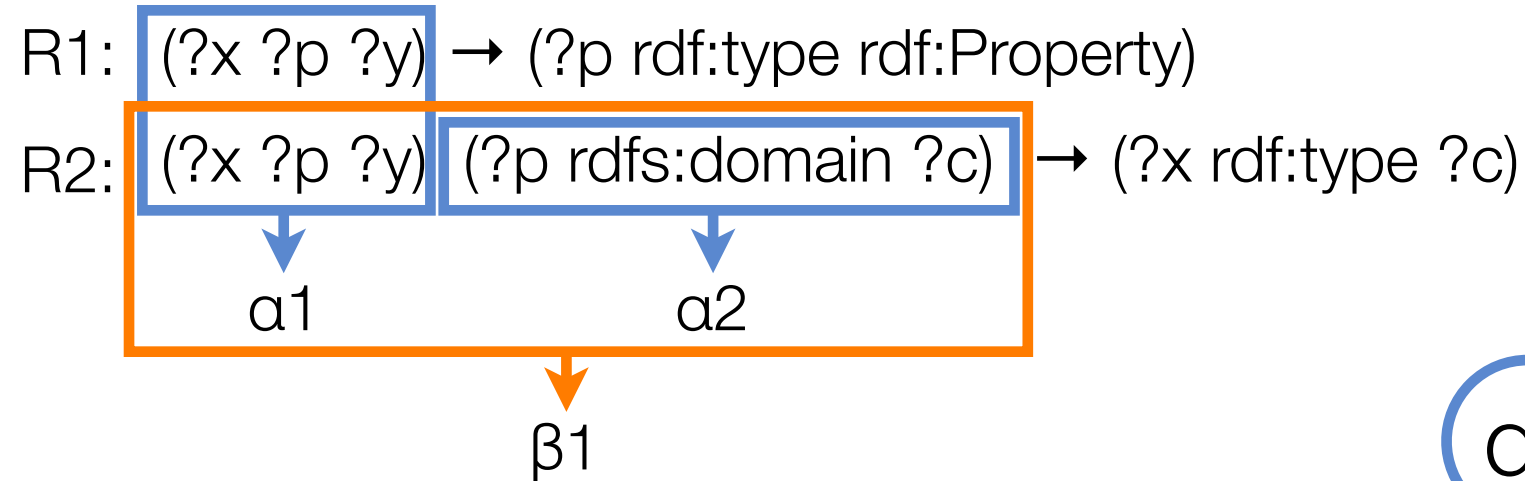 R1: (?x ?p ?y) → (?p rdf:type rdf:Property)
R2: (?x ?p ?y) (?p rdfs:domain ?c) → (?x rdf:type ?c)
α1 α2
β1